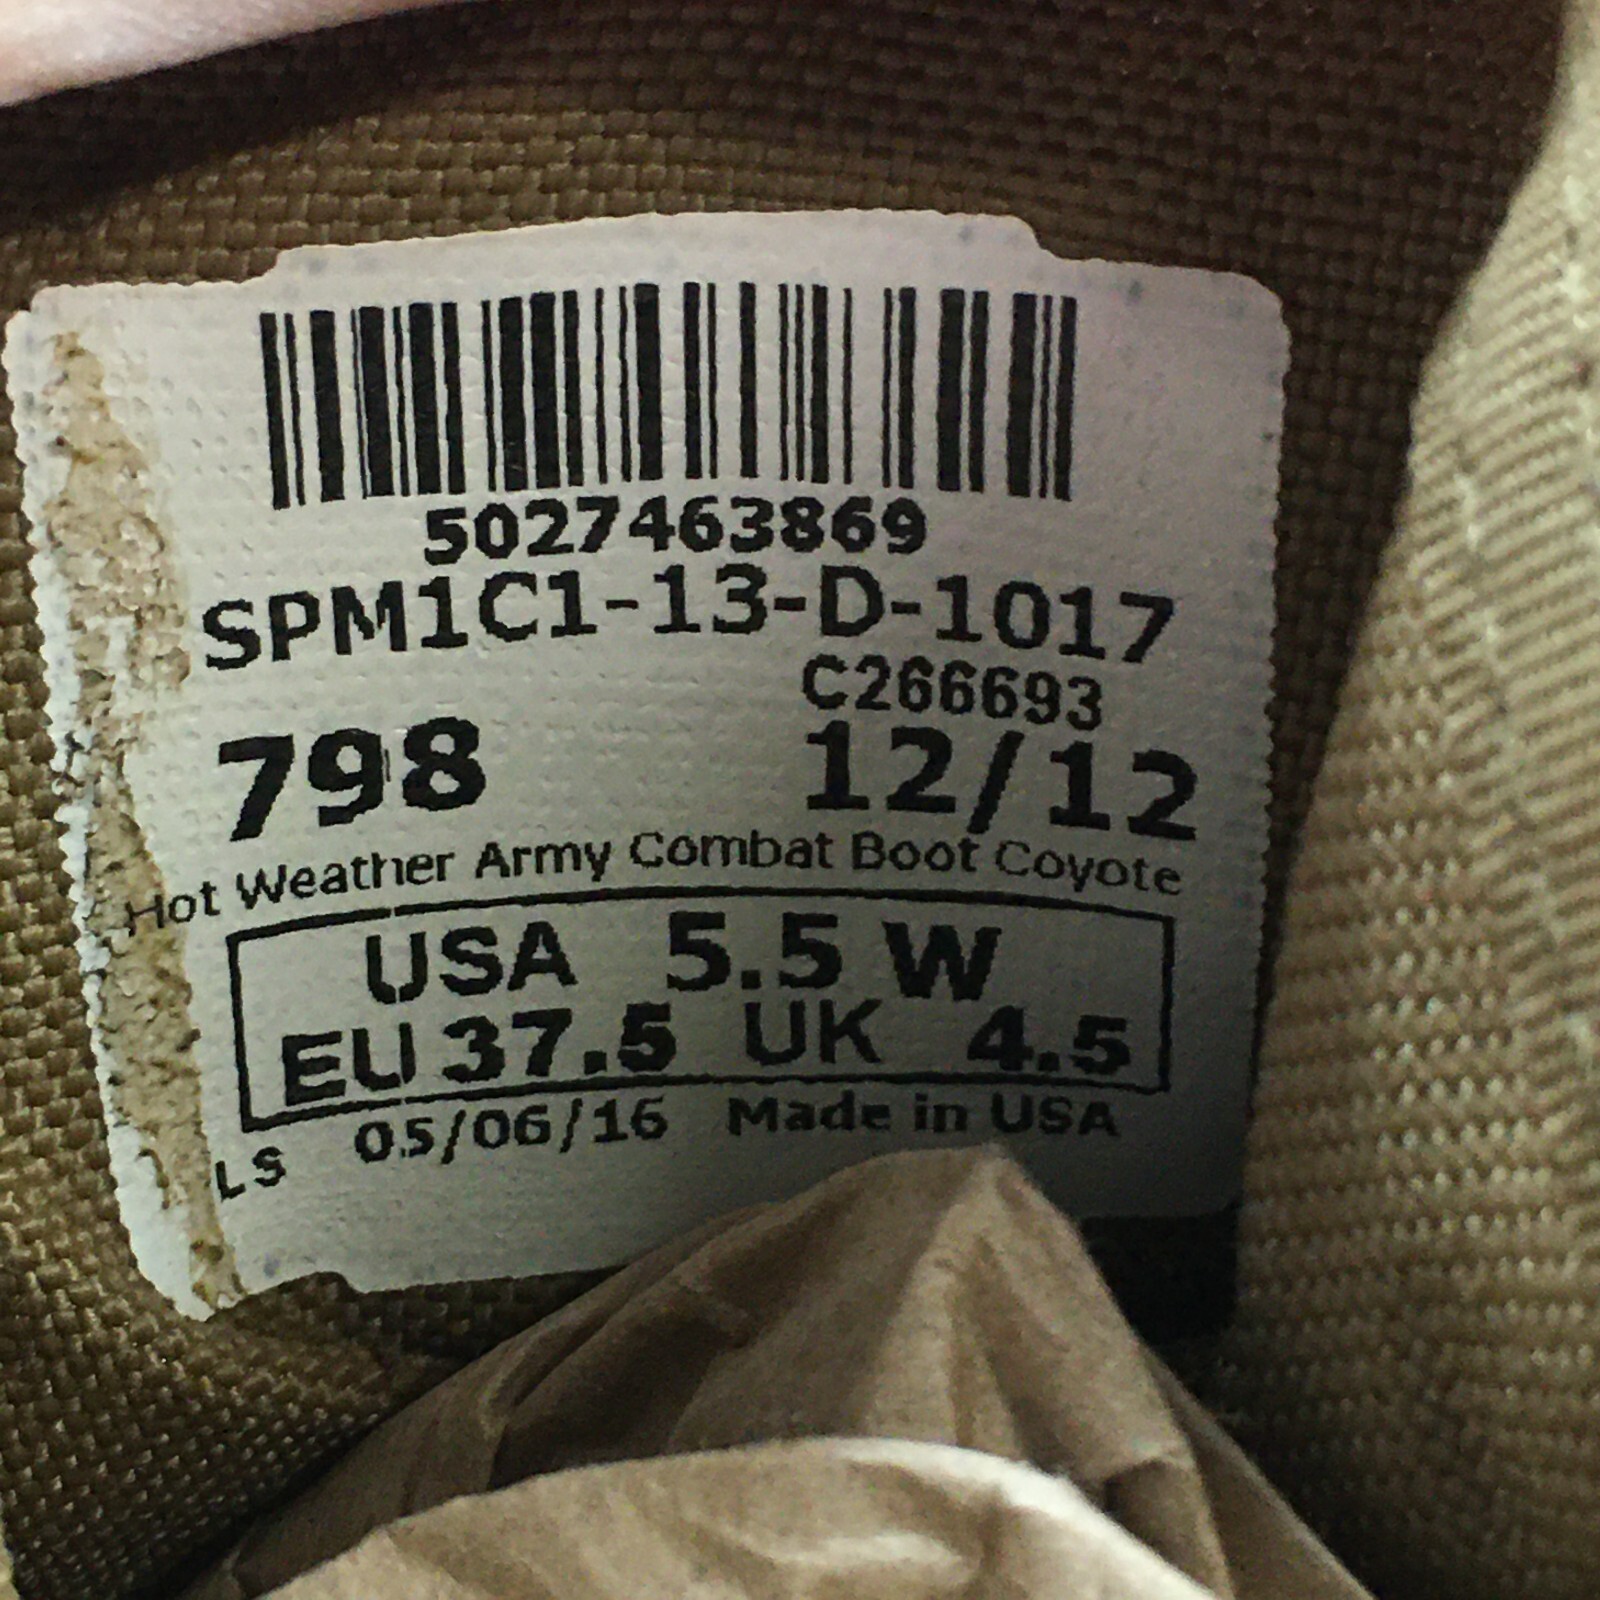 5027463869
SPM1C1-13-D-1017
C266693
798 12/12
Hot Weather Army Combat Boot Coyote
USA 5.5 W
EU 37.5 UK 4.5
LS 05/06/16 Made in USA